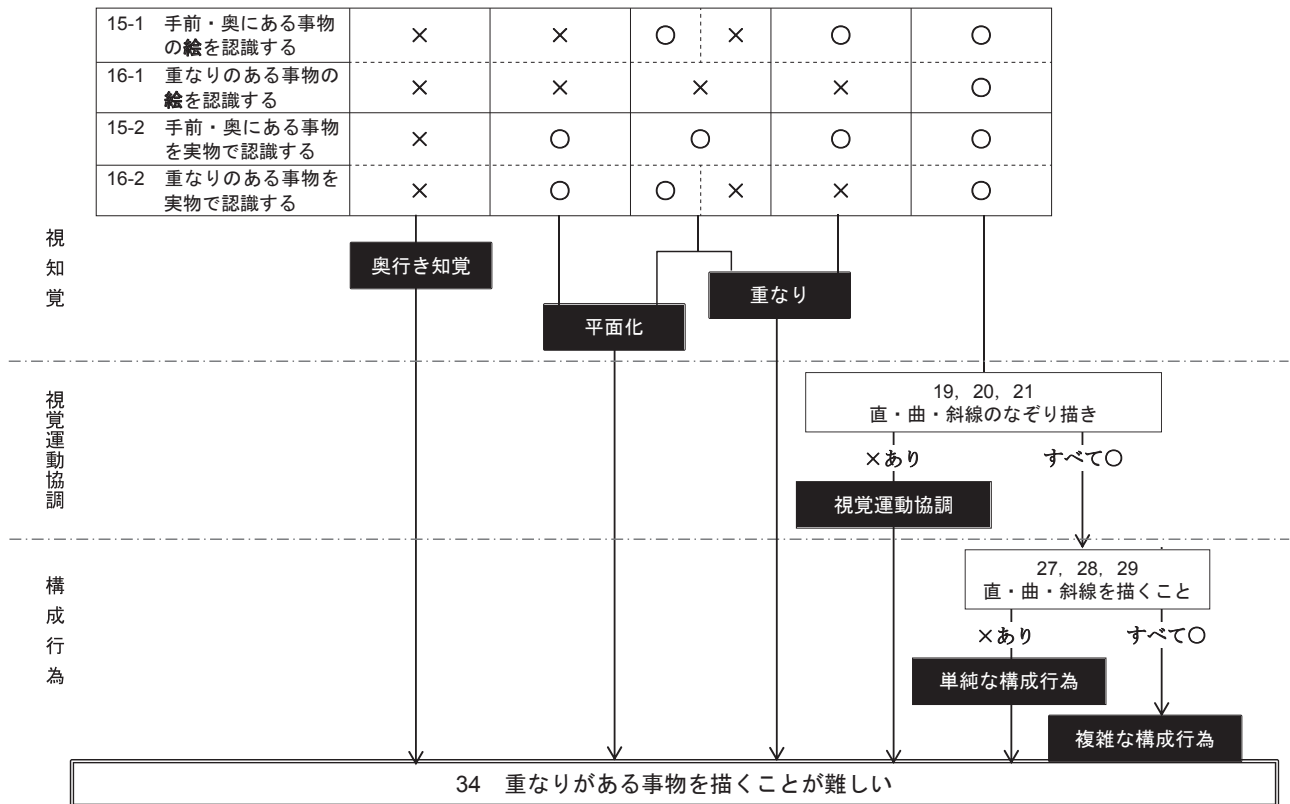 15-1 手前・奥にある事物
の絵を認識する
× × ○ × ○ ○
16-1 重なりのある事物の
絵を認識する
× × × × ○
15-2 手前・奥にある事物
を実物で認識する
× ○ ○ ○ ○
16-2 重なりのある事物を
実物で認識する
× ○ ○ × × ○
視知覚
奥行き知覚
重なり
平面化
視覚運動協調
19, 20, 21
直・曲・斜線のなぞり描き
×あり すべて○
視覚運動協調
構成行為
27, 28, 29
直・曲・斜線を描くこと
×あり すべて○
単純な構成行為
複雑な構成行為
34 重なりがある事物を描くことが難しい